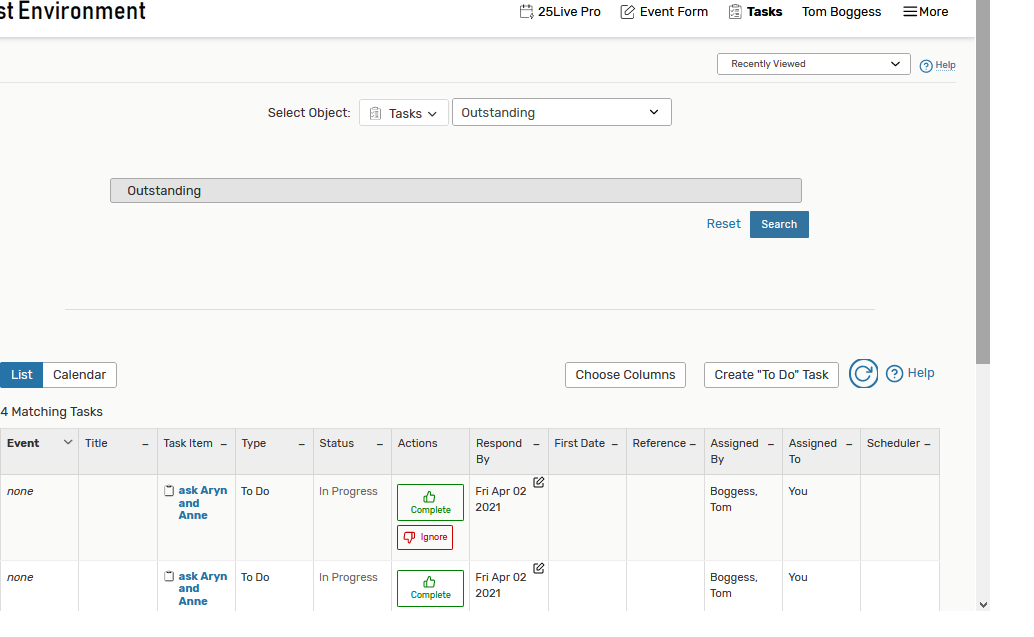 st Environment
25Live Pro Event Form Tasks Tom Boggess More
Recently Viewed Help
Select Object: Tasks Outstanding
Outstanding
Reset Search
List Calendar Choose Columns Create "To Do" Task Help
4 Matching Tasks
Event Title Task Item Type Status Actions Respond By First Date Reference Assigned By Assigned To Scheduler
none ask Aryn and Anne To Do In Progress Complete Ignore Fri Apr 02 2021 Boggess, Tom You
none ask Aryn and Anne To Do In Progress Complete Fri Apr 02 2021 Boggess, Tom You